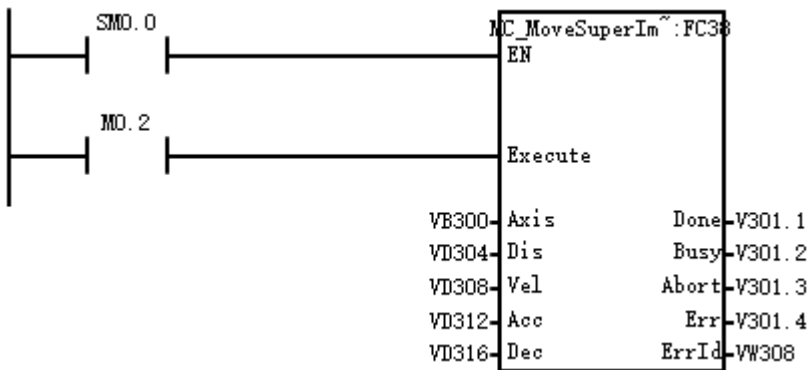 SM0.0
MC_MoveSuperIm~:FC38
EN
M0.2
Execute
VB300 Axis Done V301.1
VD304 Dis Busy V301.2
VD308 Vel Abort V301.3
VD312 Acc Err V301.4
VD316 Dec ErrId VW308